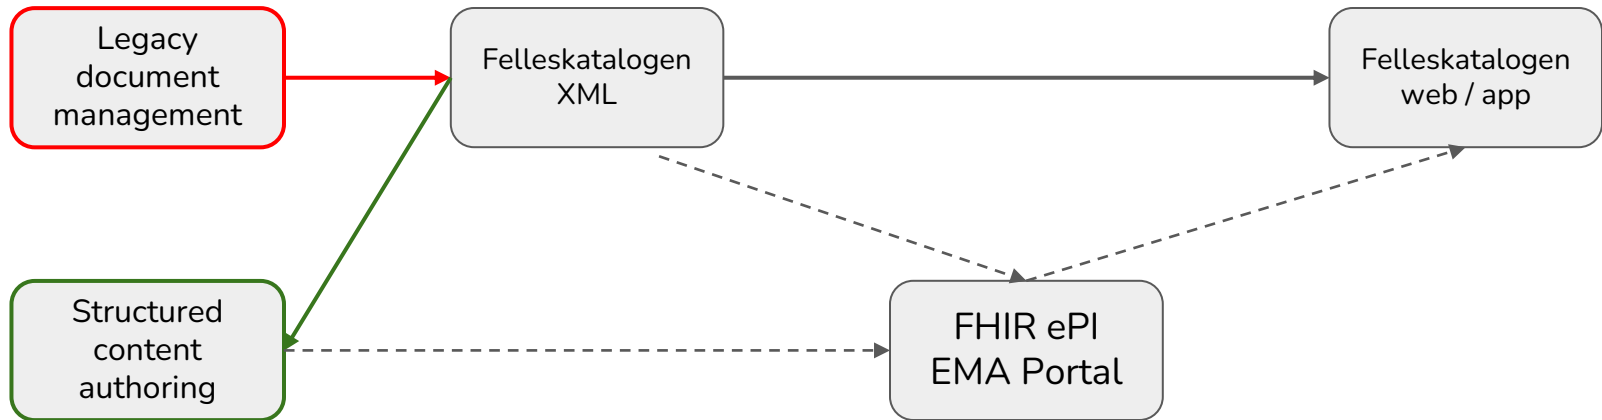 Legacy
document
management
Felleskatalogen
XML
Felleskatalogen
web / app
Structured
content
authoring
FHIR ePI
EMA Portal